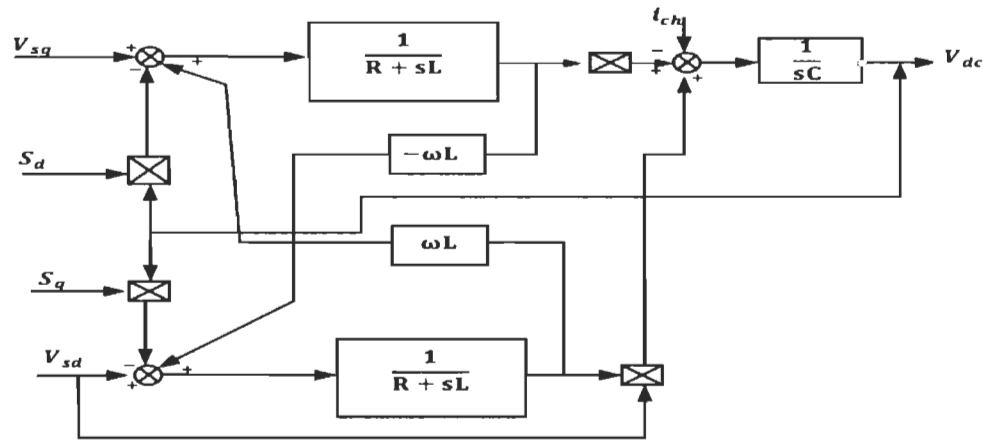 V_sq
+
−
+
1
R + sL
i_ch
−
+
+
1
sC
V_dc
−ωL
S_d
ωL
S_q
V_sd
−
+
+
1
R + sL